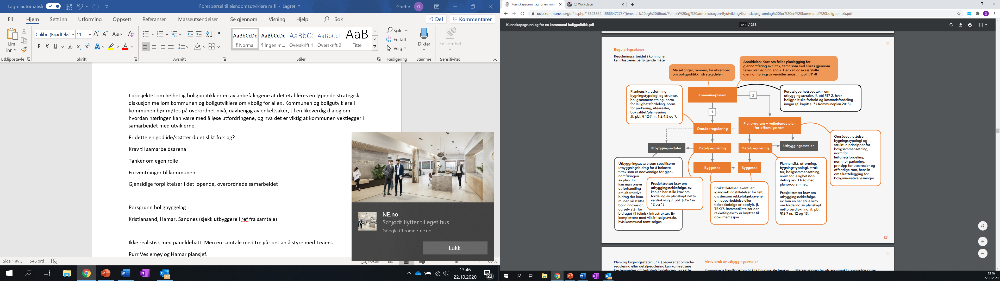 Lagre automatisk
Forespørsel til eiendomsutviklere m fl - Lagret
Grethe
G
Fil
Hjem
Sett inn
Utforming
Oppsett
Referanser
Masseutsendelser
Se gjennom
Visning
Hjelp
Søk
Del
Kommentarer
Lim
inn
Calibri (Brødtekst
11
Aa
F K U ab x₂ x² A A
AaBbCcDc
¶ Normal
AaBbCcDc
¶ Ingen m...
AaBbCc
Overskrift 1
AaBbCcD
Overskrift 2
AaB
Tittel
Søk
Erstatt
Velg
Dikter
Følsomhet
Utklippstavle
Skrift
Avsnitt
Stiler
Redigering
Stemme
Sensitivitet
I prosjektet om helhetlig boligpolitikk er en av anbefalingene at det etableres en løpende strategisk
diskusjon mellom kommunen og boligutviklere om «bolig for alle». Kommunen og boligutviklere i
kommunen bør møtes på overordnet nivå, uavhengig av enkeltsaker, til en likeverdig dialog om
hvordan næringen kan være med å løse utfordringene, og hva det er viktig at kommunen vektlegger i
samarbeidet med utviklerne.
Er dette en god ide/støtter du et slikt forslag?
Krav til samarbeidsarena
Tanker om egen rolle
Forventninger til kommunen
Gjensidige forpliktelser i det løpende, overordnede samarbeidet
Porsgrunn boligbyggelag
Kristiansand, Hamar, Sandnes (sjekk utbyggere i ref fra samtale)
Ikke realistisk med paneldebatt. Men en samtale med tre går det an å styre med Teams.
Purr Veslemøy og Hamar plansjef.
NE.no
Schjødt flytter til eget hus
Google Chrome • ne.no
Lukk
Side 1 av 3
546 ord
Fokus
100 %
13:46
22.10.2020
22
Kunnskapsgrunnlag for en kom
(5) Workplace
oslo.kommune.no/getfile.php/13325532-1558347273/Tjenester%20og%20tilbud/Politikk%20og%20administrasjon/Byutvikling/Kunnskapsgrunnlag%20for%20en%20kommunal%20boligpolitikk.pdf
Kunnskapsgrunnlag for en kommunal boligpolitikk.pdf
121 / 238
Reguleringsplaner
Reguleringsarbeidet i kommunen
kan illustreres på følgende måte:
Målsettinger, rammer, for eksempel
om boligpolitikk i strategidelen.
Arealdelen: Krav om felles planlegging før
gjennomføring av tiltak, tema som skal sikres gjennom
felles planlegging angis. Her kan også særskilte
gjennomføringsvirkemidler angis, jf. pbl. §11-8
Planhensikt, utforming,
bygningstypologi og struktur,
boligsammensetning, norm
for leilighetsfordeling, norm
for parkering, utearealer,
bokvalitet/planløsning
Jf. pbl. § 12-7 nr. 1,2,4,5 og 7.
Kommuneplanen
2
1
Forutsigbarhetsvedtak – om
utbyggingsavtaler, jf. pbl §17-2, hvor
boligpolitiske forhold og kostnadsfordeling
inngår (jf. kapittel 7 i Kommuneplan 2015).
Områderegulering
Planprogram + veiledende plan
for offentlige rom
Utbyggingsavtaler
Detaljregulering
Detaljregulering
Utbyggingsavtaler
Byggesak
Byggesak
Områdeutnyttelse,
bygningstypologi og
struktur, prinsipper for
boligsammensetning,
norm for
leilighetsfordeling,
norm for parkering,
prinsipp for utearealer og
offentlige rom, hensikt
om tilrettelegging for
boliginnovative løsninger.
Utbyggningsavtale som spesifiserer
utbyggningsbidrag for å bekoste
tiltak som er nødvendige for gjen-
nomføringen
av plan. Ev.
kan man prøve
ut forhandling
om alternativt
bidrag der kom-
munen vil støtte
boliginnovasjon
og selv står for
bidraget til teknisk infrastruktur. Ev.
komplettere med vilkår i salgsavtale,
hvis kommunal tomt selges.
Prosjektrettet krav om
utbyggingsrekkefølge, ev.
kan en her stille krav om
fordeling av planskapt netto
verdiøkning jf. pbl. § 12-7 nr.
12 og 13.
Brukstillatelser, eventuelt
igangsettingstillatelser for felt,
gis dersom rekkefølgekravene
om opparbeidelse eller
tidsrekkefølge er oppfylt, jf.
TEK17. Rammetillatelser der
rekkefølgekrav er knyttet til
dokumentasjon.
Planhensikt, utforming,
bygningstypologi, struk-
tur, boligsammensetning,
norm for leilighetsfor-
deling osv. I tråd med
planprogrammet.
Prosjektrettet krav om
utbyggingsrekkefølge,
ev. kan en her stille krav
om fordeling av planskapt
netto verdiøkning, jf. pbl.
§12-7 nr. 12 og 13.
121
Plan- og bygningsetaten (PBE) påpeker at område-
regulering eller detaljregulering kan konkretisere
Aktiv bruk av utbyggingsavtaler
13:46
22.10.2020